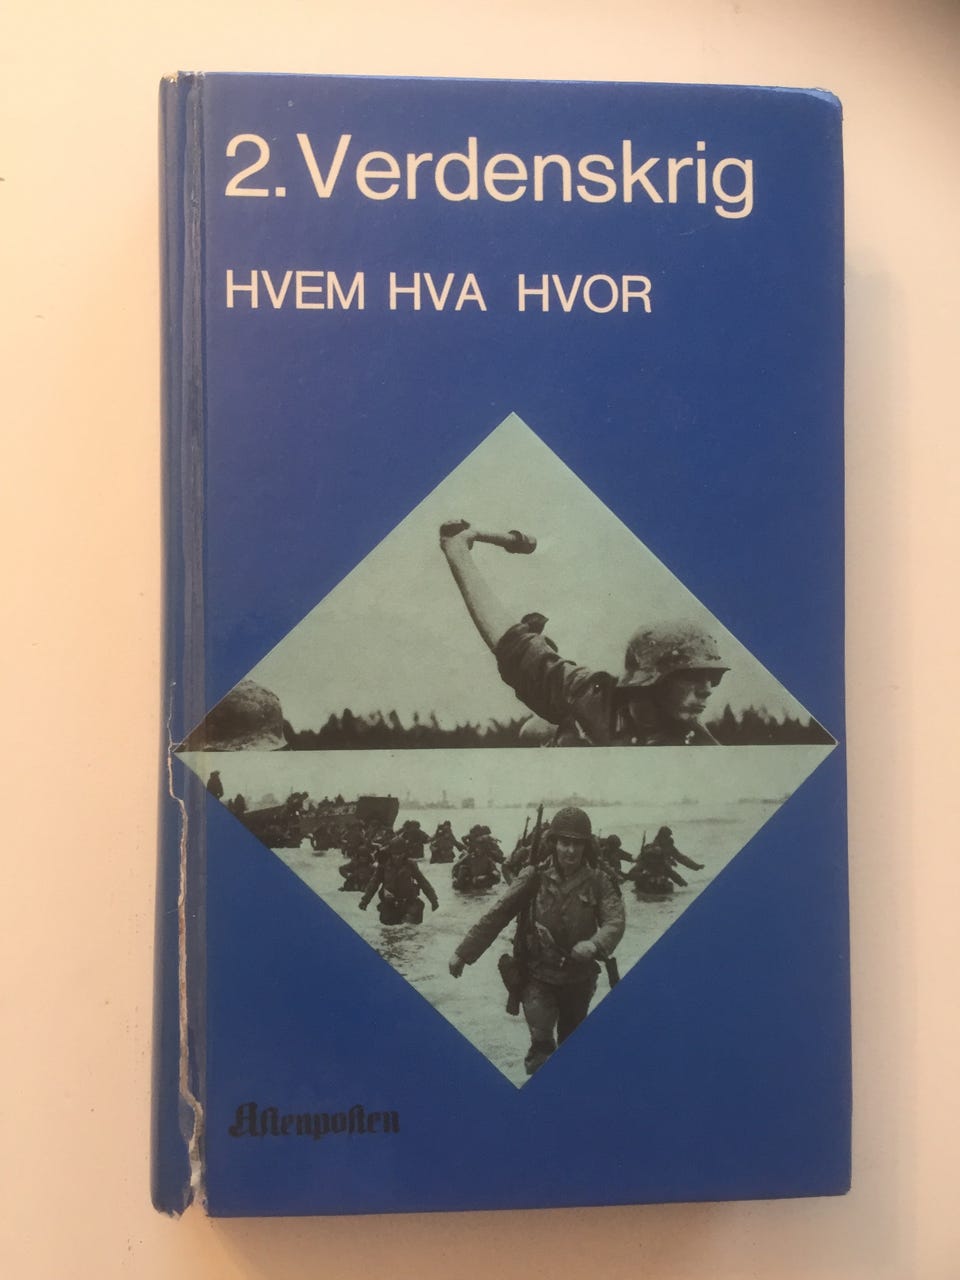 2. Verdenskrig
HVEM HVA HVOR
Aftenposten